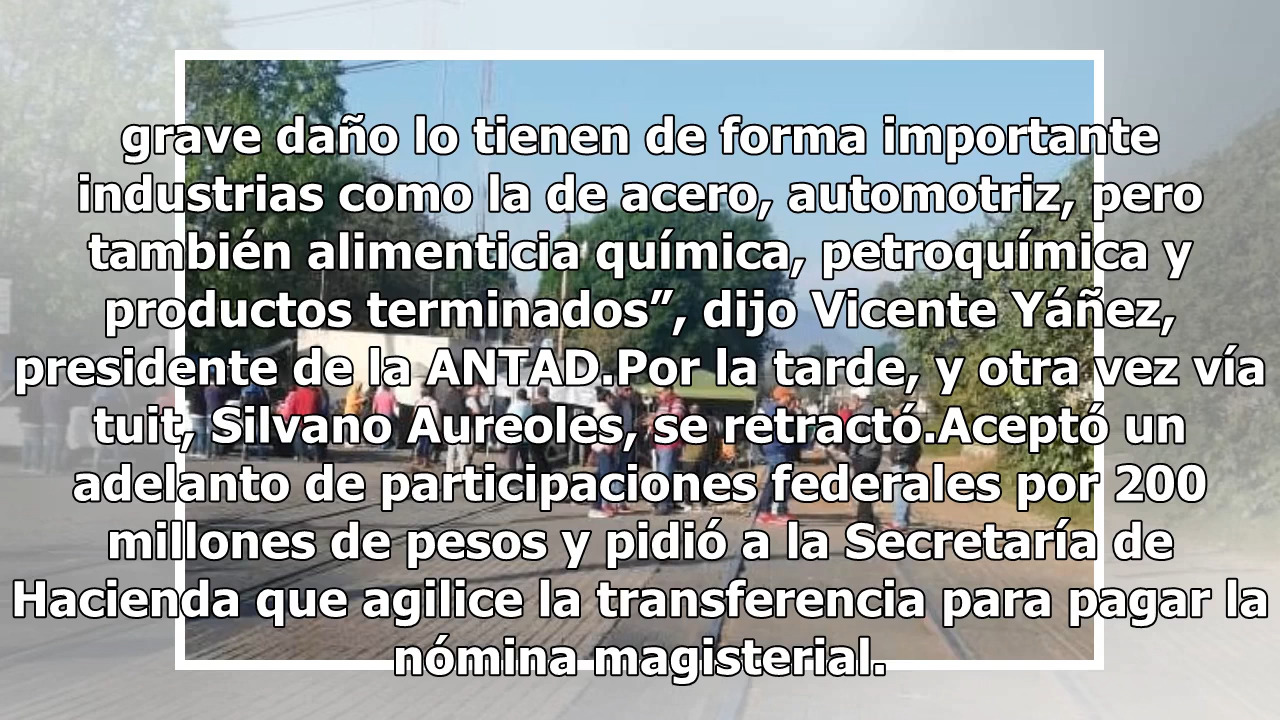 grave daño lo tienen de forma importante
industrias como la de acero, automotriz, pero
también alimenticia química, petroquímica y
productos terminados”, dijo Vicente Yáñez,
presidente de la ANTAD.Por la tarde, y otra vez vía
tuit, Silvano Aureoles, se retractó.Aceptó un
adelanto de participaciones federales por 200
millones de pesos y pidió a la Secretaría de
Hacienda que agilice la transferencia para pagar la
nómina magisterial.